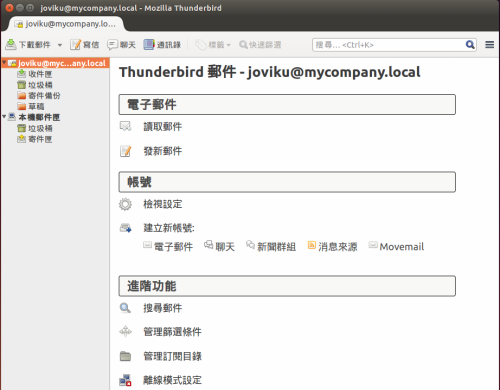 joviku@mycompany.local - Mozilla Thunderbird
joviku@mycompany.lo...
下載郵件 寫信 聊天 通訊錄 標籤 快速篩選 搜尋... <Ctrl+K>
joviku@myc...any.local
收件匣
垃圾桶
寄件備份
草稿
本機郵件匣
垃圾桶
寄件匣
Thunderbird 郵件 - joviku@mycompany.local
電子郵件
讀取郵件
發新郵件
帳號
檢視設定
建立新帳號:
電子郵件 聊天 新聞群組 消息來源 Movemail
進階功能
搜尋郵件
管理篩選條件
管理訂閱目錄
離線模式設定